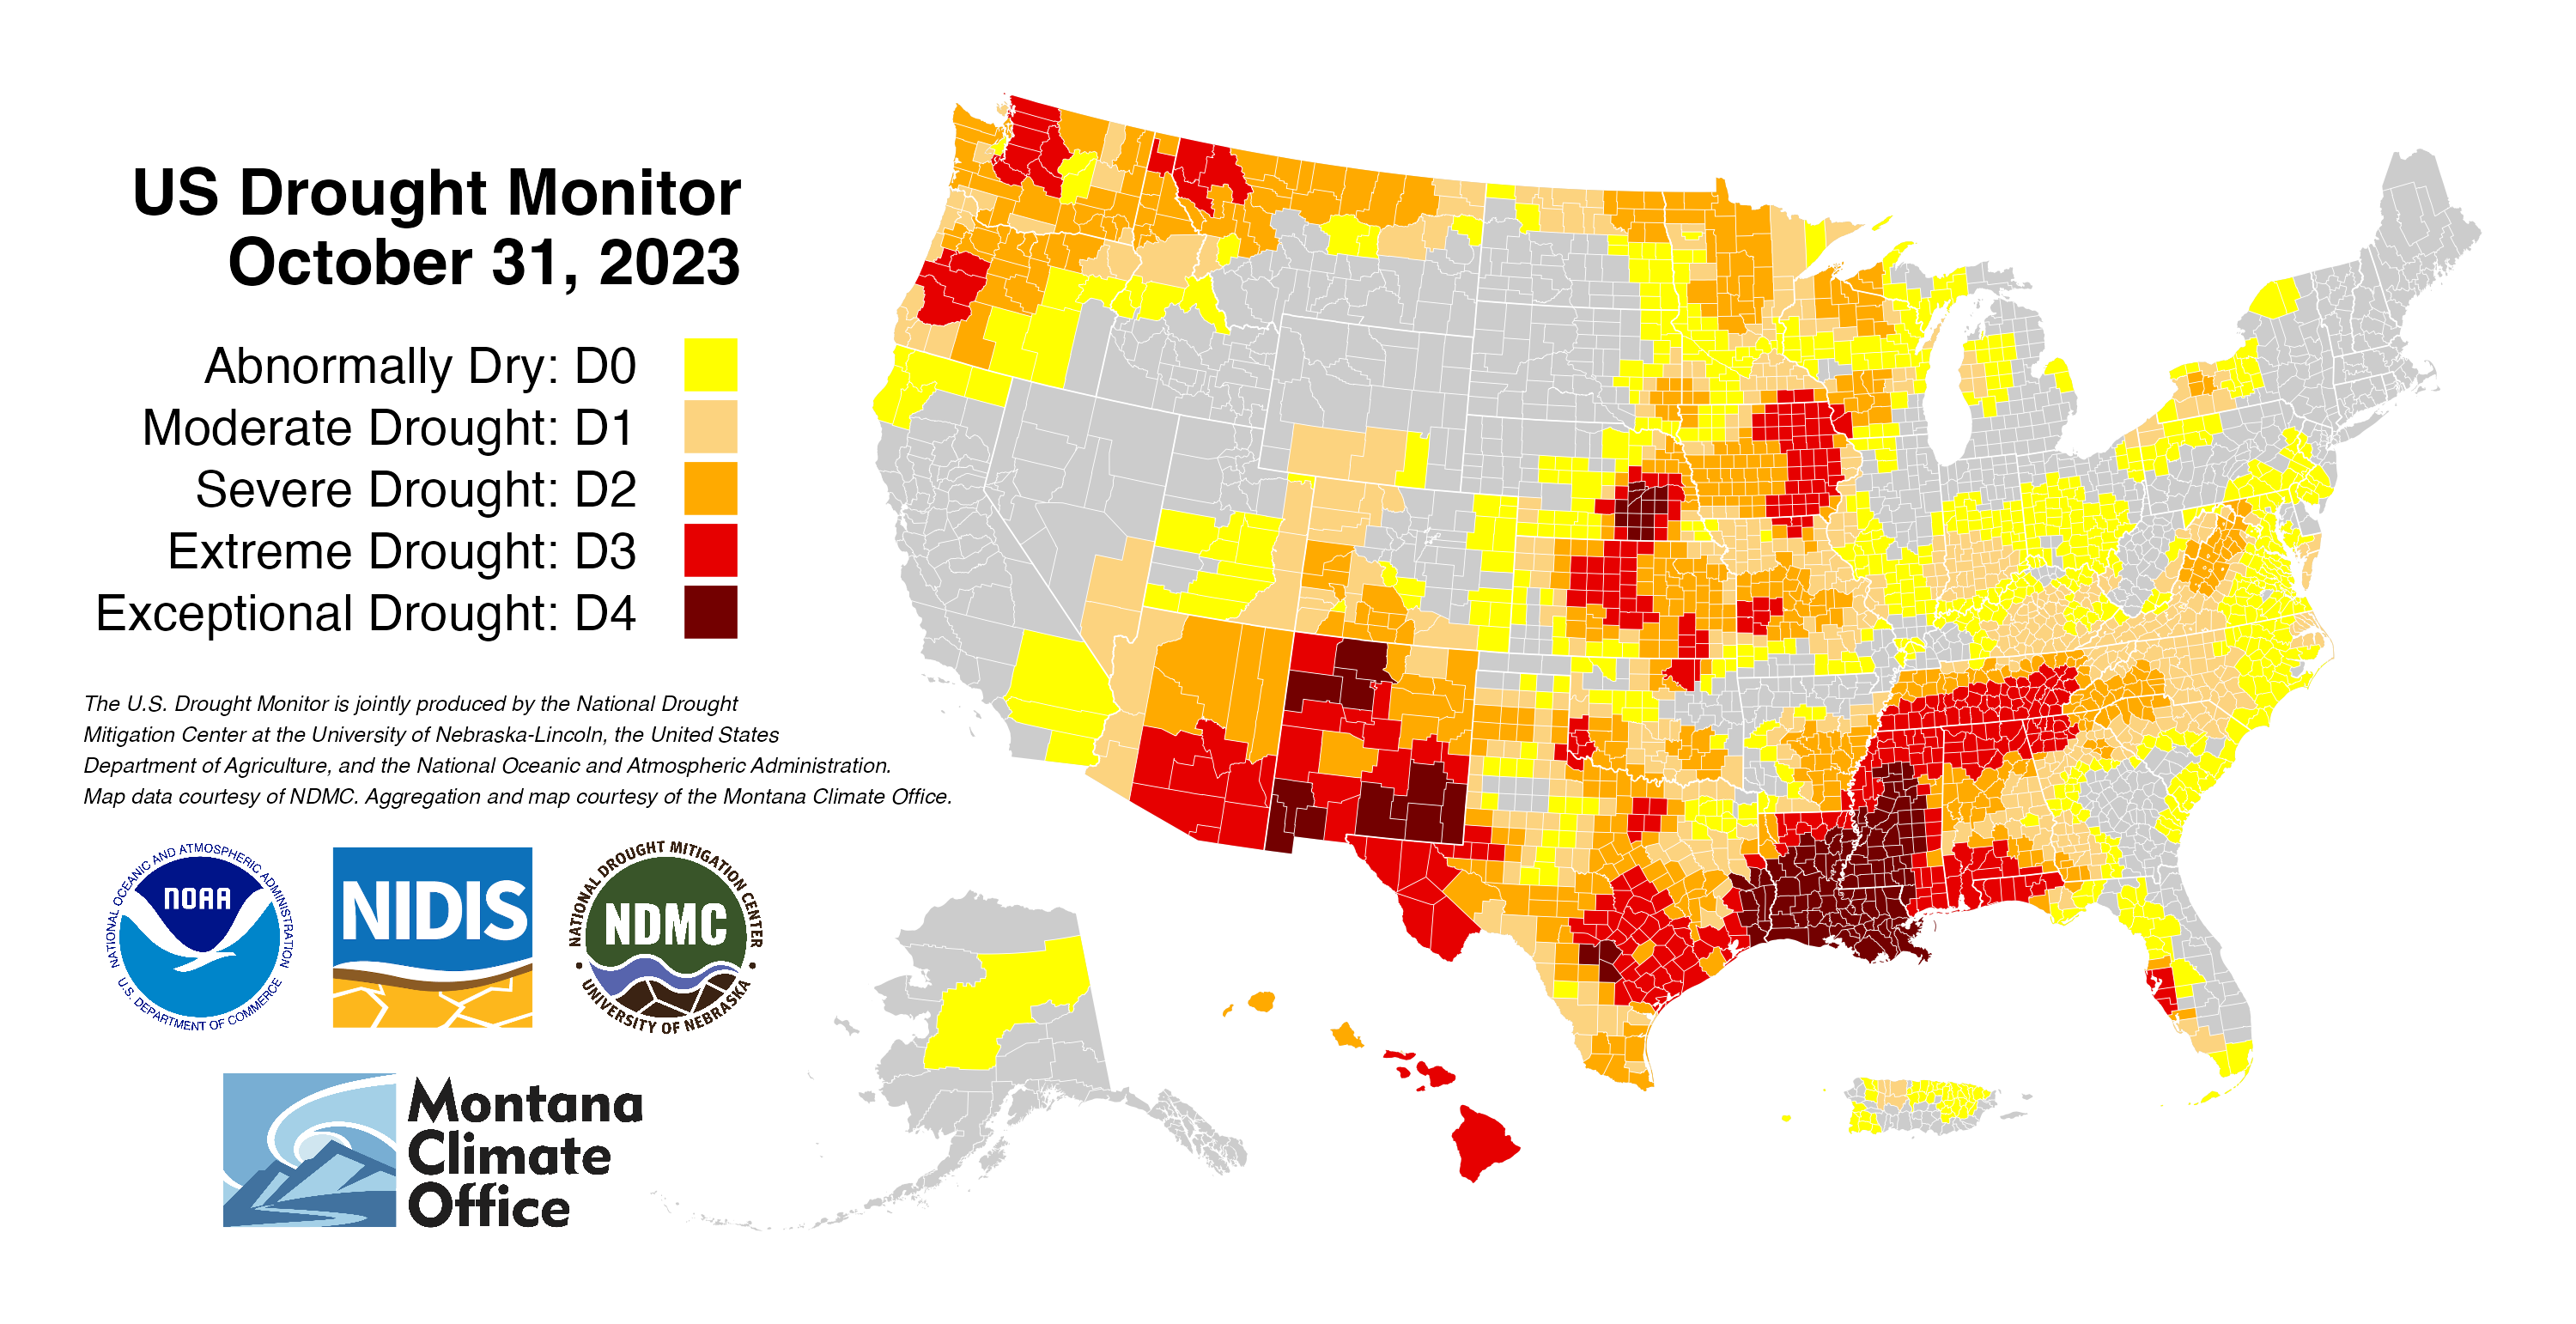 US Drought Monitor
October 31, 2023
Abnormally Dry: D0
Moderate Drought: D1
Severe Drought: D2
Extreme Drought: D3
Exceptional Drought: D4
The U.S. Drought Monitor is jointly produced by the National Drought
Mitigation Center at the University of Nebraska-Lincoln, the United States
Department of Agriculture, and the National Oceanic and Atmospheric Administration.
Map data courtesy of NDMC. Aggregation and map courtesy of the Montana Climate Office.
NATIONAL OCEANIC AND ATMOSPHERIC ADMINISTRATION
NOAA
U.S. DEPARTMENT OF COMMERCE
NIDIS
NATIONAL DROUGHT MITIGATION CENTER
NDMC
UNIVERSITY OF NEBRASKA
Montana
Climate
Office